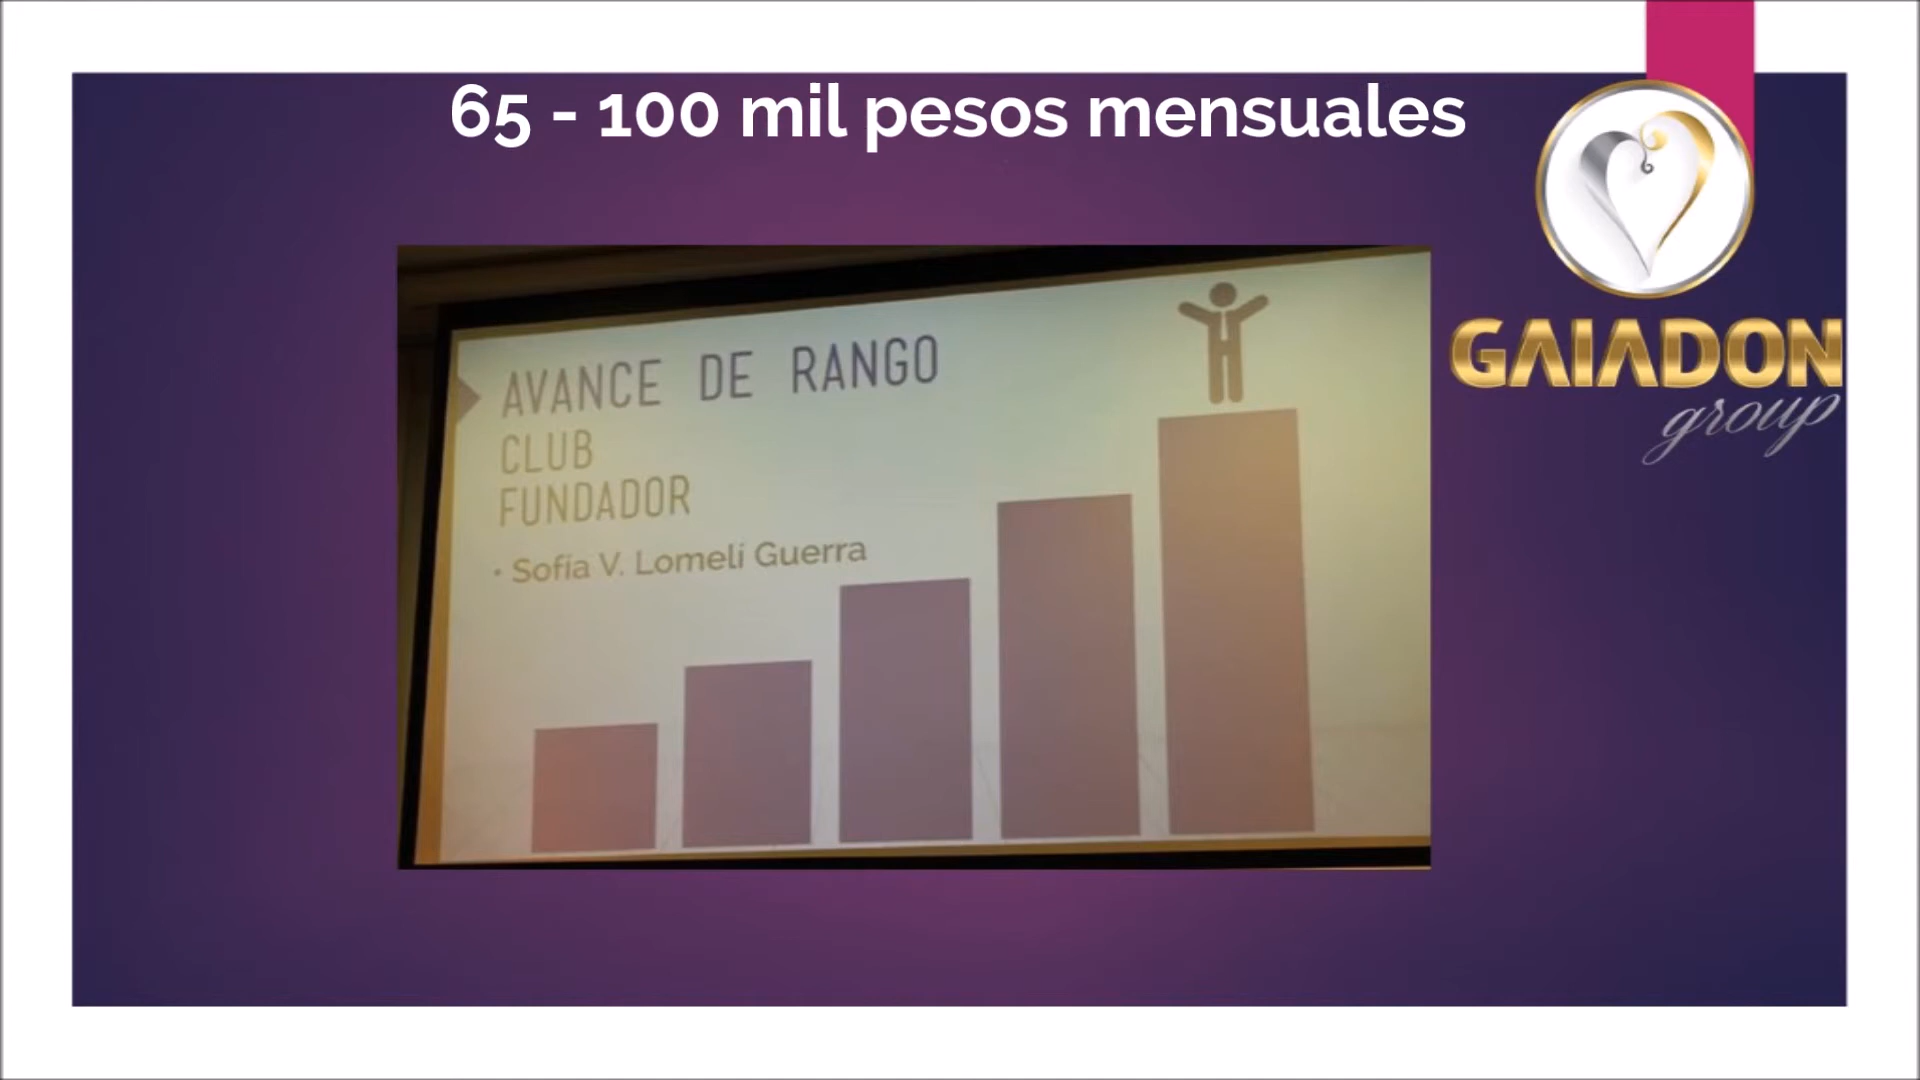 65 - 100 mil pesos mensuales
GAIADON
group
AVANCE DE RANGO
CLUB
FUNDADOR
• Sofía V. Lomelí Guerra